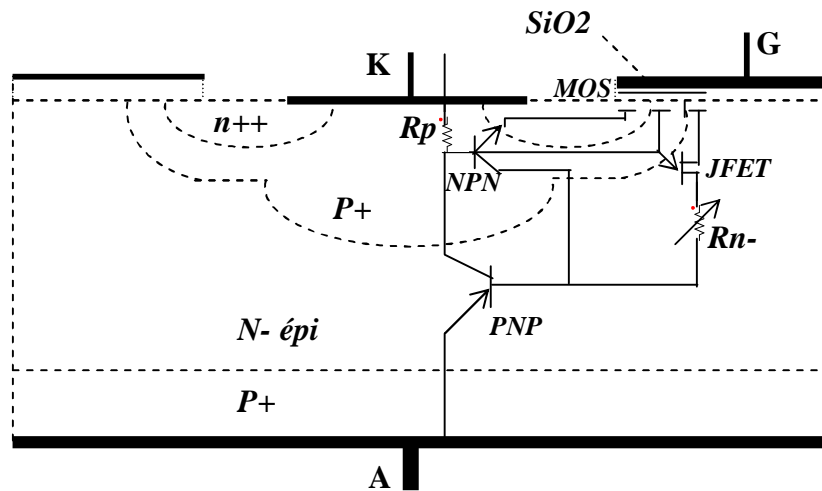 SiO2
G
K
MOS
n++
Rp
NPN
JFET
P+
Rn-
PNP
N- épi
P+
A